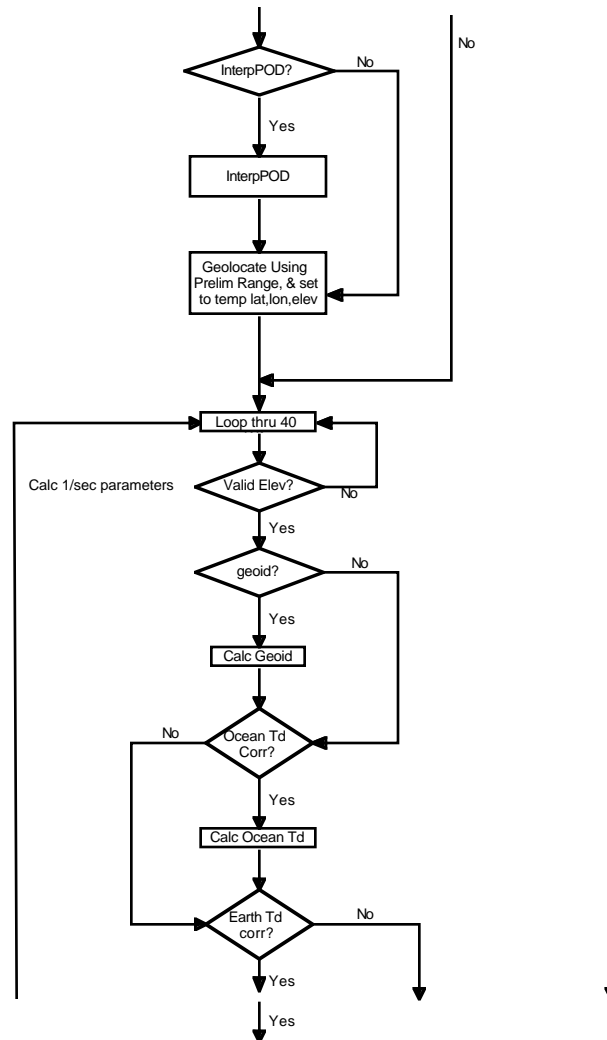 No
InterpPOD?
No
Yes
InterpPOD
Geolocate Using
Prelim Range, & set
to temp lat,lon,elev
Loop thru 40
Calc 1/sec parameters
Valid Elev?
No
Yes
geoid?
No
Yes
Calc Geoid
No
Ocean Td
Corr?
Yes
Calc Ocean Td
Earth Td
corr?
No
Yes
Yes